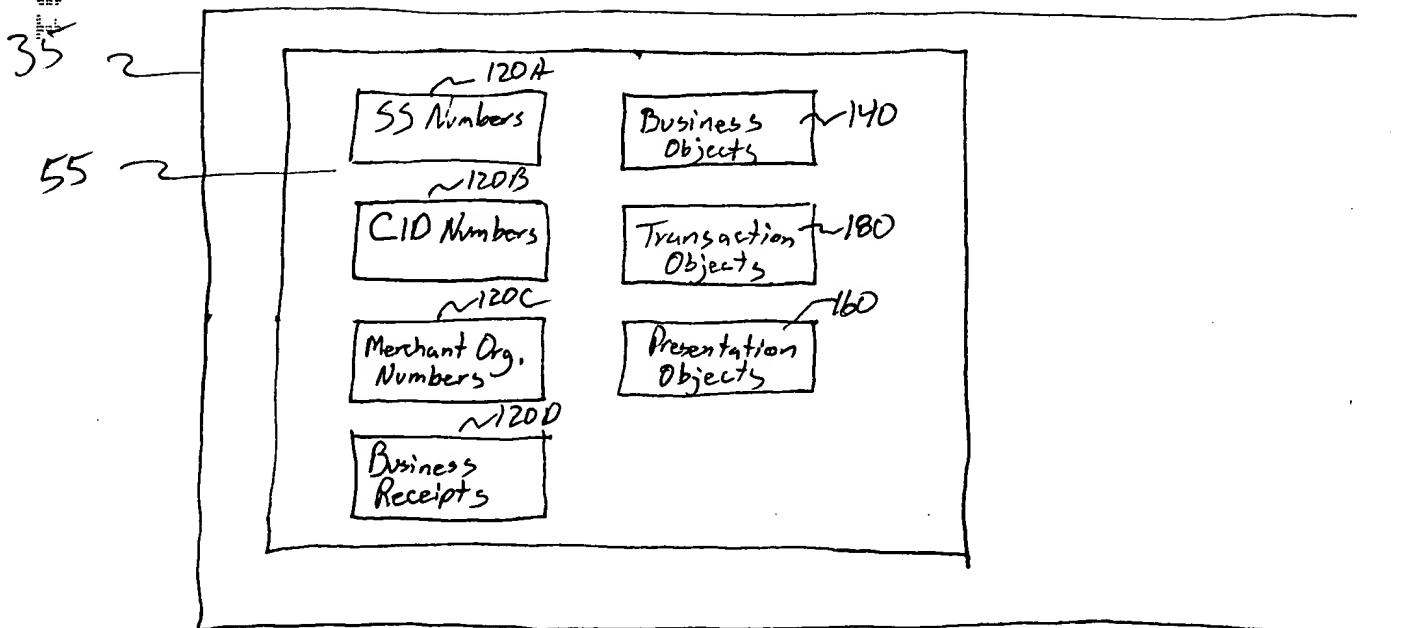 35
120A
SS Numbers
Business
Objects
140
55
120B
CID Numbers
Transaction
Objects
180
120C
Merchant Org.
Numbers
160
Presentation
Objects
120D
Business
Receipts